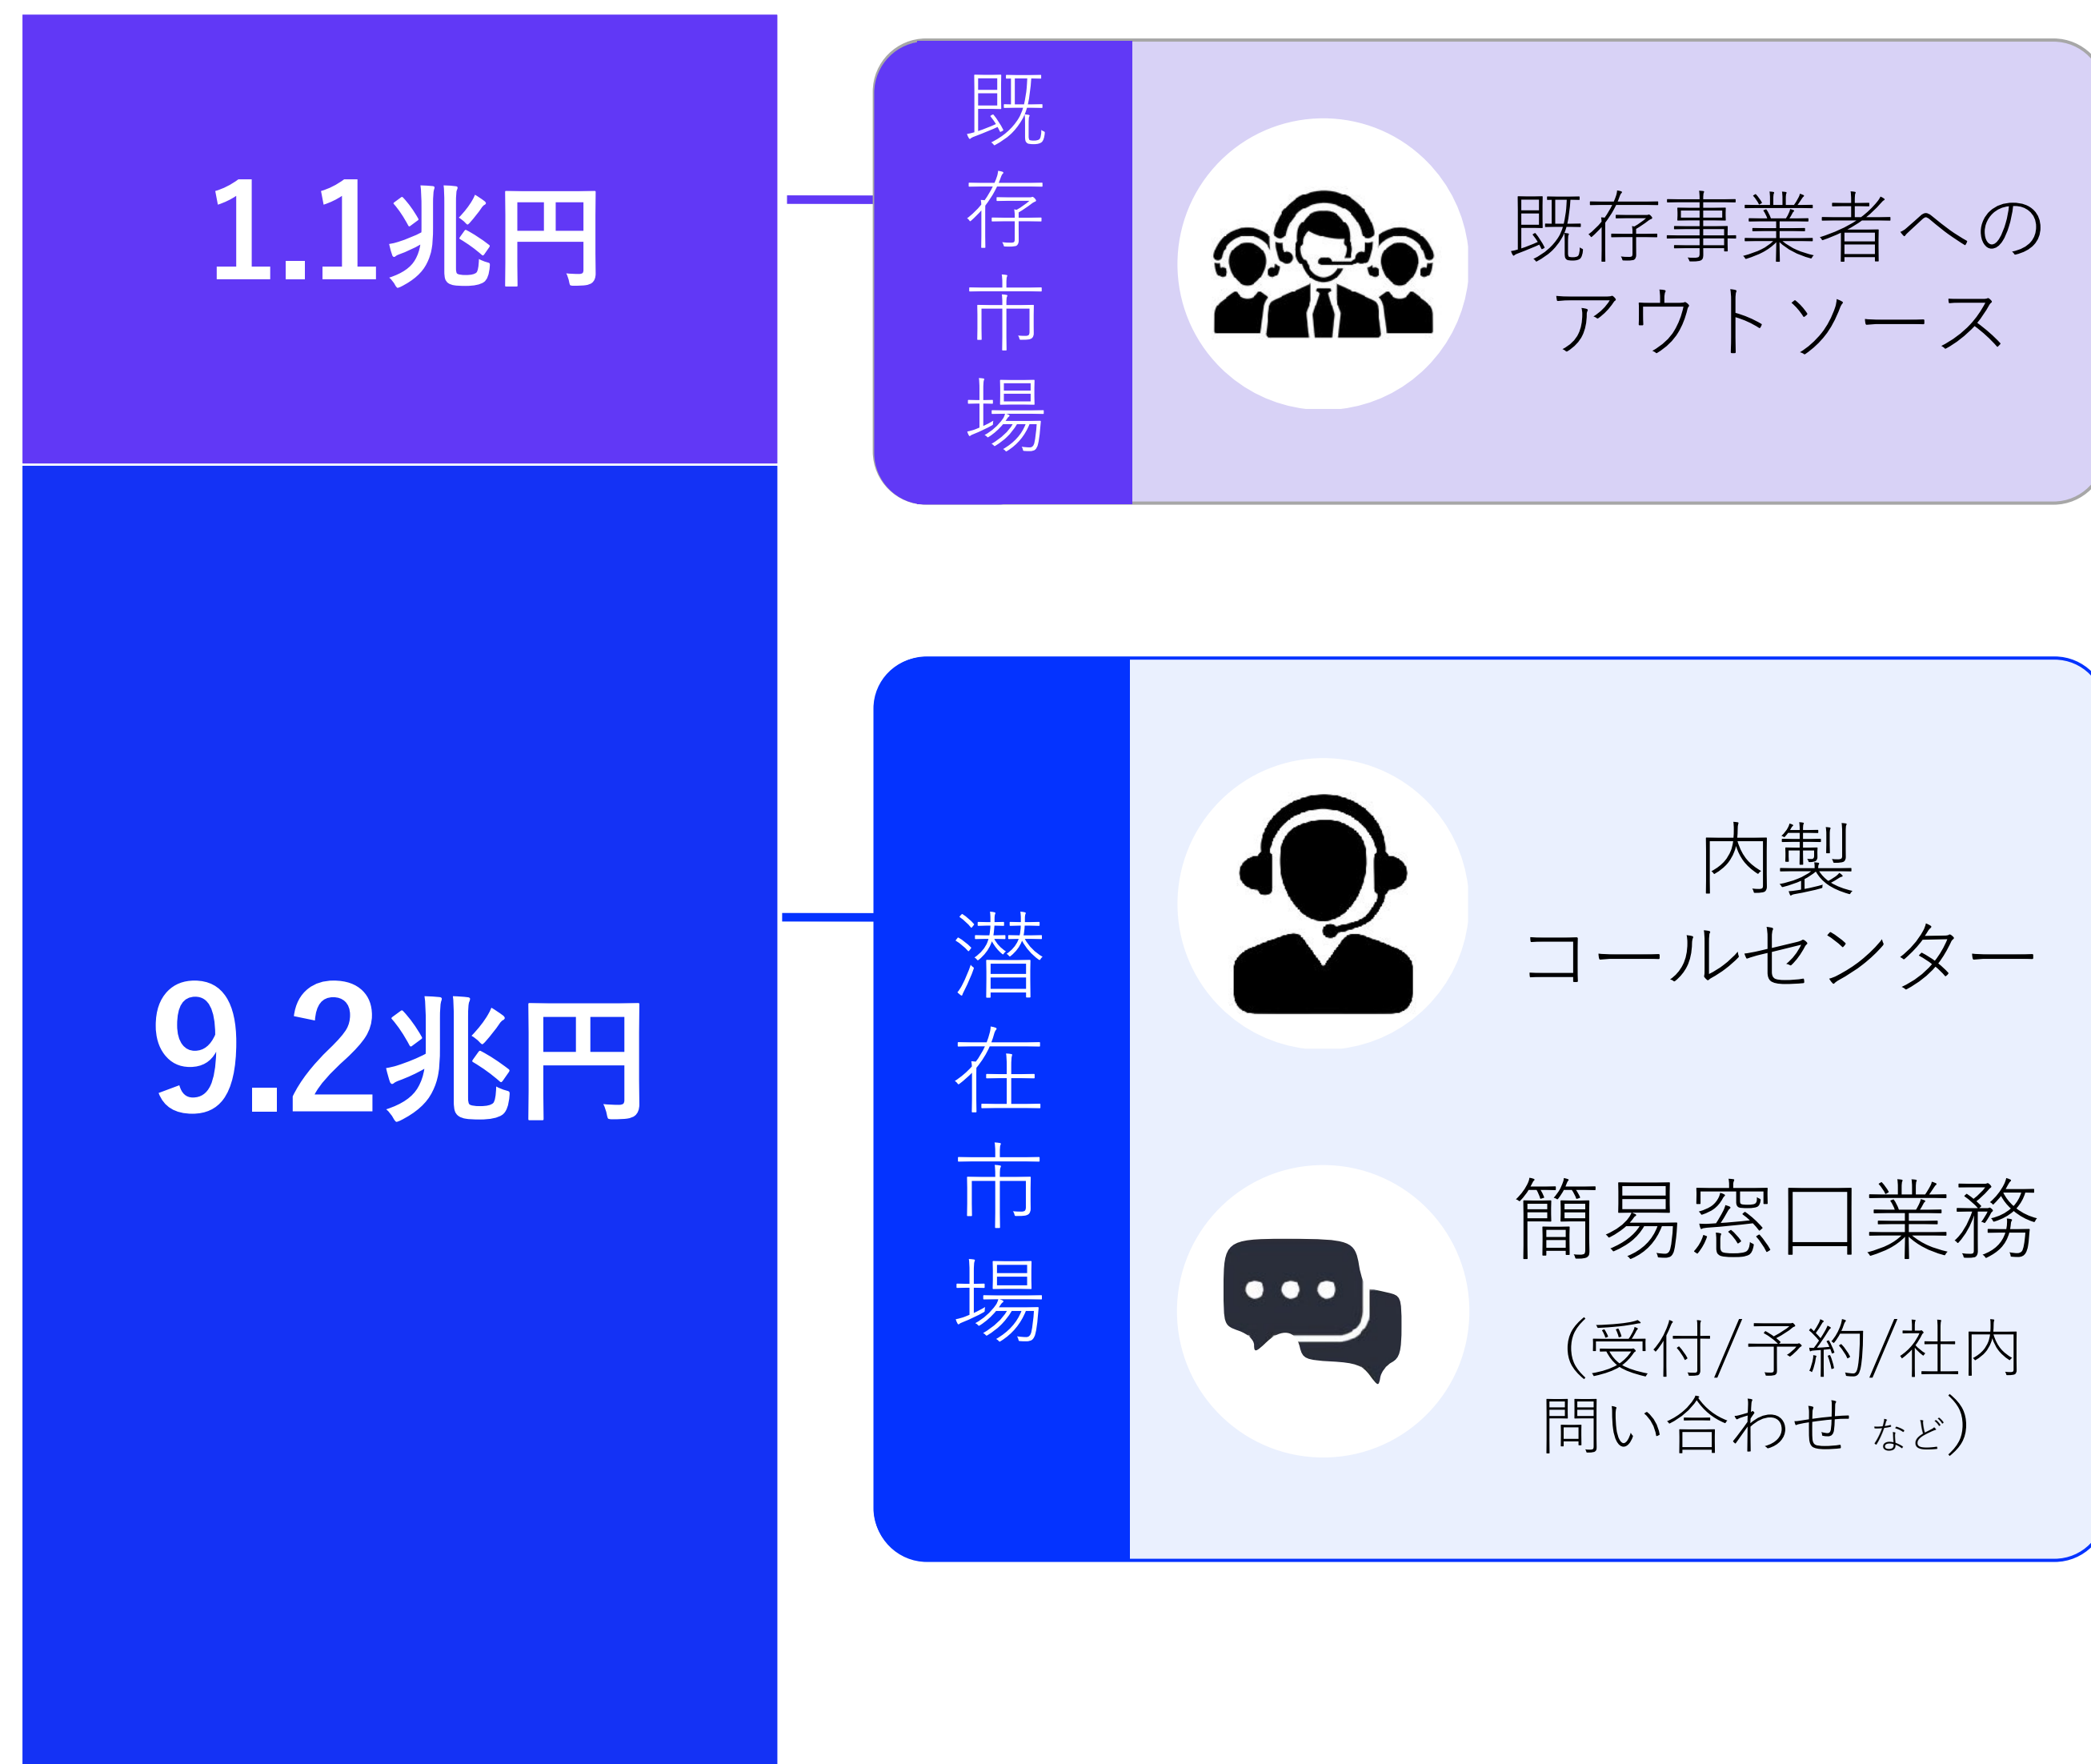 1.1兆円
既存市場
既存事業者への
アウトソース
9.2兆円
潜在市場
内製
コールセンター
簡易窓口業務
（受付/予約/社内
問い合わせ など）